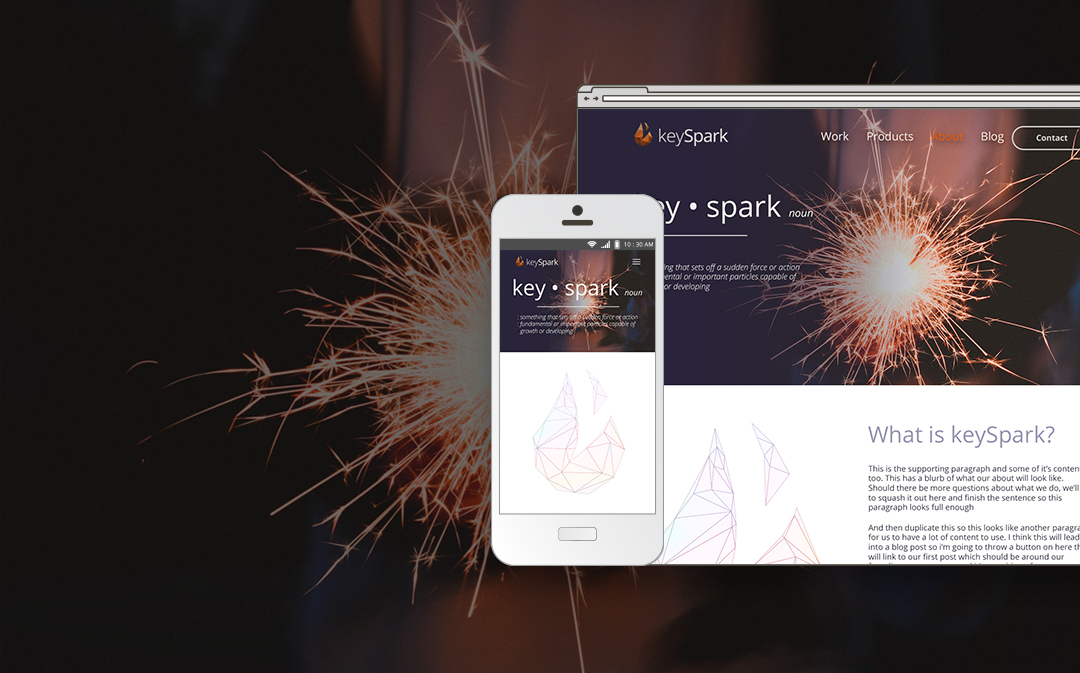 keySpark
Work
Products
About
Blog
Contact
ey • spark noun
ing that sets off a sudden force or action
mental or important particles capable of
or developing
10 : 30 AM
keySpark
key • spark noun
: something that sets off a sudden force or action
: fundamental or important particles capable of
growth or developing
What is keySpark?
This is the supporting paragraph and some of it's conten
too. This has a blurb of what our about will look like.
Should there be more questions about what we do, we'll
to squash it out here and finish the sentence so this
paragraph looks full enough
And then duplicate this so this looks like another paragra
for us to have a lot of content to use. I think this will lead
into a blog post so i'm going to throw a button on here th
will link to our first post which should be around our